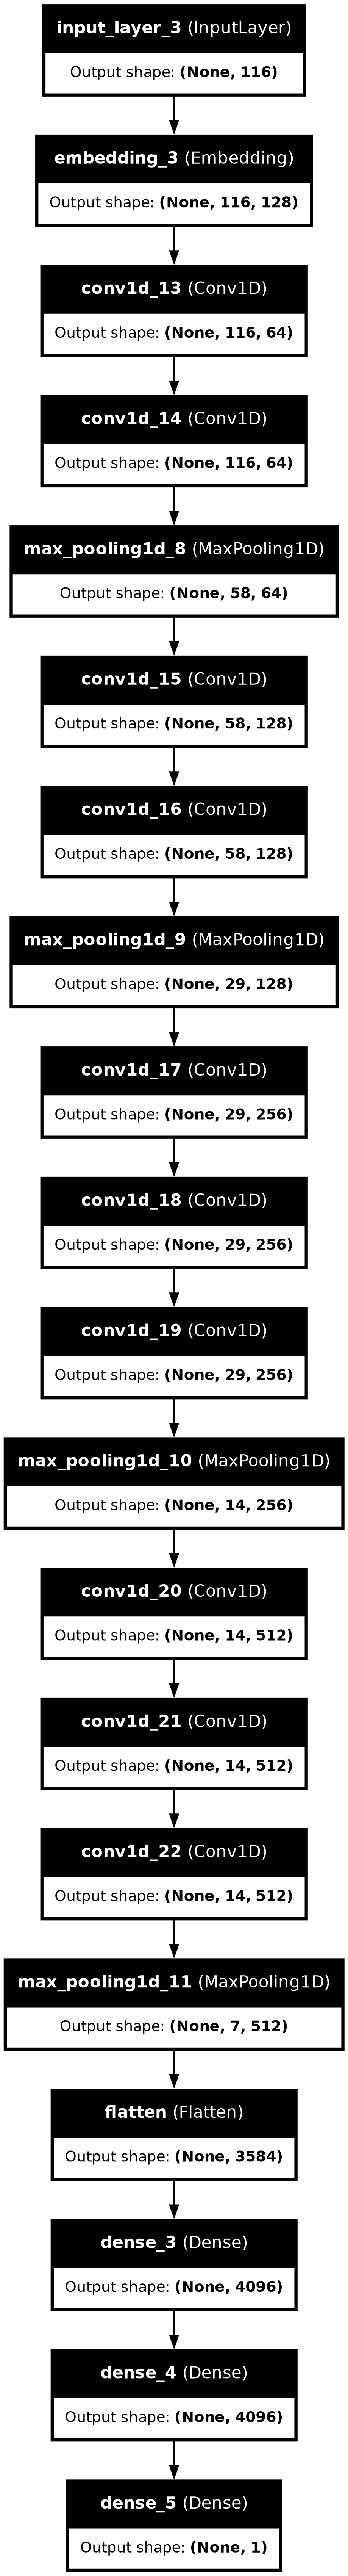 input_layer_3 (InputLayer)
Output shape: (None, 116)
embedding_3 (Embedding)
Output shape: (None, 116, 128)
conv1d_13 (Conv1D)
Output shape: (None, 116, 64)
conv1d_14 (Conv1D)
Output shape: (None, 116, 64)
max_pooling1d_8 (MaxPooling1D)
Output shape: (None, 58, 64)
conv1d_15 (Conv1D)
Output shape: (None, 58, 128)
conv1d_16 (Conv1D)
Output shape: (None, 58, 128)
max_pooling1d_9 (MaxPooling1D)
Output shape: (None, 29, 128)
conv1d_17 (Conv1D)
Output shape: (None, 29, 256)
conv1d_18 (Conv1D)
Output shape: (None, 29, 256)
conv1d_19 (Conv1D)
Output shape: (None, 29, 256)
max_pooling1d_10 (MaxPooling1D)
Output shape: (None, 14, 256)
conv1d_20 (Conv1D)
Output shape: (None, 14, 512)
conv1d_21 (Conv1D)
Output shape: (None, 14, 512)
conv1d_22 (Conv1D)
Output shape: (None, 14, 512)
max_pooling1d_11 (MaxPooling1D)
Output shape: (None, 7, 512)
flatten (Flatten)
Output shape: (None, 3584)
dense_3 (Dense)
Output shape: (None, 4096)
dense_4 (Dense)
Output shape: (None, 4096)
dense_5 (Dense)
Output shape: (None, 1)